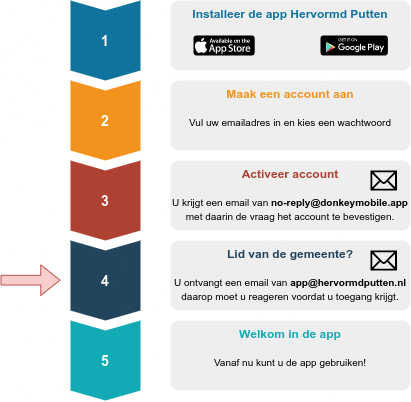 1
Installeer de app Hervormd Putten
Available on the
App Store
GET IT ON
Google Play
2
Maak een account aan
Vul uw emailadres in en kies een wachtwoord
3
Activeer account
U krijgt een email van no-reply@donkeymobile.app
met daarin de vraag het account te bevestigen.
4
Lid van de gemeente?
U ontvangt een email van app@hervormdputten.nl
daarop moet u reageren voordat u toegang krijgt.
5
Welkom in de app
Vanaf nu kunt u de app gebruiken!